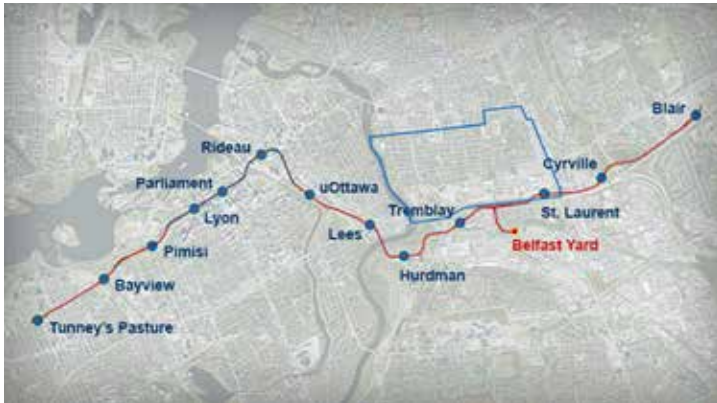 Blair
Cyrville
Rideau
Parliament
uOttawa
Lyon
Tremblay
St. Laurent
Lees
Belfast Yard
Pimisi
Hurdman
Bayview
Tunney's Pasture